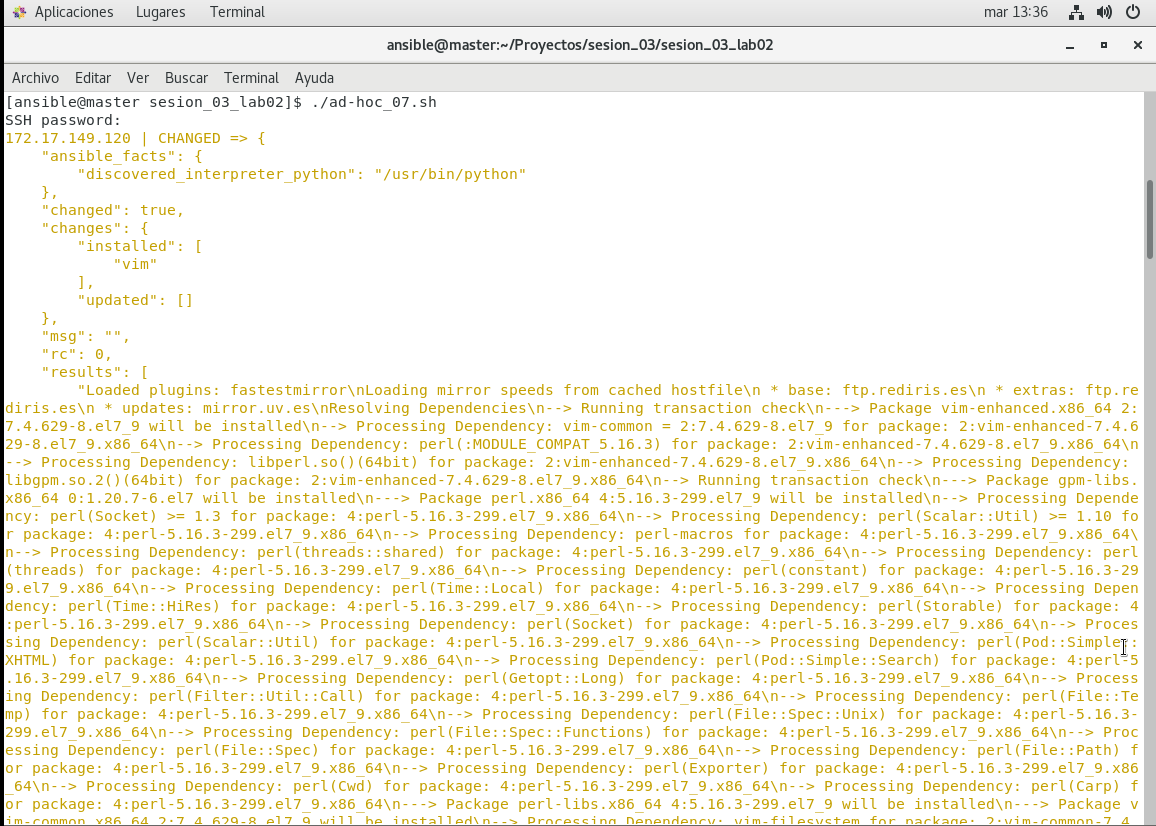 Aplicaciones Lugares Terminal mar 13:36
ansible@master:~/Proyectos/sesion_03/sesion_03_lab02
Archivo Editar Ver Buscar Terminal Ayuda
[ansible@master sesion_03_lab02]$ ./ad-hoc_07.sh
SSH password:
172.17.149.120 | CHANGED => {
    "ansible_facts": {
        "discovered_interpreter_python": "/usr/bin/python"
    },
    "changed": true,
    "changes": {
        "installed": [
            "vim"
        ],
        "updated": []
    },
    "msg": "",
    "rc": 0,
    "results": [
        "Loaded plugins: fastestmirror\nLoading mirror speeds from cached hostfile\n * base: ftp.rediris.es\n * extras: ftp.re
diris.es\n * updates: mirror.uv.es\nResolving Dependencies\n--> Running transaction check\n---> Package vim-enhanced.x86_64 2:
7.4.629-8.el7_9 will be installed\n--> Processing Dependency: vim-common = 2:7.4.629-8.el7_9 for package: 2:vim-enhanced-7.4.6
29-8.el7_9.x86_64\n--> Processing Dependency: perl(:MODULE_COMPAT_5.16.3) for package: 2:vim-enhanced-7.4.629-8.el7_9.x86_64\n
--> Processing Dependency: libperl.so()(64bit) for package: 2:vim-enhanced-7.4.629-8.el7_9.x86_64\n--> Processing Dependency: 
libgpm.so.2()(64bit) for package: 2:vim-enhanced-7.4.629-8.el7_9.x86_64\n--> Running transaction check\n---> Package gpm-libs.
x86_64 0:1.20.7-6.el7 will be installed\n---> Package perl.x86_64 4:5.16.3-299.el7_9 will be installed\n--> Processing Depende
ncy: perl(Socket) >= 1.3 for package: 4:perl-5.16.3-299.el7_9.x86_64\n--> Processing Dependency: perl(Scalar::Util) >= 1.10 fo
r package: 4:perl-5.16.3-299.el7_9.x86_64\n--> Processing Dependency: perl-macros for package: 4:perl-5.16.3-299.el7_9.x86_64\
n--> Processing Dependency: perl(threads::shared) for package: 4:perl-5.16.3-299.el7_9.x86_64\n--> Processing Dependency: perl
(threads) for package: 4:perl-5.16.3-299.el7_9.x86_64\n--> Processing Dependency: perl(constant) for package: 4:perl-5.16.3-29
9.el7_9.x86_64\n--> Processing Dependency: perl(Time::Local) for package: 4:perl-5.16.3-299.el7_9.x86_64\n--> Processing Depen
dency: perl(Time::HiRes) for package: 4:perl-5.16.3-299.el7_9.x86_64\n--> Processing Dependency: perl(Storable) for package: 4
:perl-5.16.3-299.el7_9.x86_64\n--> Processing Dependency: perl(Socket) for package: 4:perl-5.16.3-299.el7_9.x86_64\n--> Proces
sing Dependency: perl(Scalar::Util) for package: 4:perl-5.16.3-299.el7_9.x86_64\n--> Processing Dependency: perl(Pod::Simple::
XHTML) for package: 4:perl-5.16.3-299.el7_9.x86_64\n--> Processing Dependency: perl(Pod::Simple::Search) for package: 4:perl-5
.16.3-299.el7_9.x86_64\n--> Processing Dependency: perl(Getopt::Long) for package: 4:perl-5.16.3-299.el7_9.x86_64\n--> Process
ing Dependency: perl(Filter::Util::Call) for package: 4:perl-5.16.3-299.el7_9.x86_64\n--> Processing Dependency: perl(File::Te
mp) for package: 4:perl-5.16.3-299.el7_9.x86_64\n--> Processing Dependency: perl(File::Spec::Unix) for package: 4:perl-5.16.3-
299.el7_9.x86_64\n--> Processing Dependency: perl(File::Spec::Functions) for package: 4:perl-5.16.3-299.el7_9.x86_64\n--> Proc
essing Dependency: perl(File::Spec) for package: 4:perl-5.16.3-299.el7_9.x86_64\n--> Processing Dependency: perl(File::Path) f
or package: 4:perl-5.16.3-299.el7_9.x86_64\n--> Processing Dependency: perl(Exporter) for package: 4:perl-5.16.3-299.el7_9.x86
_64\n--> Processing Dependency: perl(Cwd) for package: 4:perl-5.16.3-299.el7_9.x86_64\n--> Processing Dependency: perl(Carp) f
or package: 4:perl-5.16.3-299.el7_9.x86_64\n---> Package perl-libs.x86_64 4:5.16.3-299.el7_9 will be installed\n---> Package v
im-common.x86_64 2:7.4.629-8.el7_9 will be installed\n--> Processing Dependency: vim-filesystem for package: 2:vim-common-7.4.